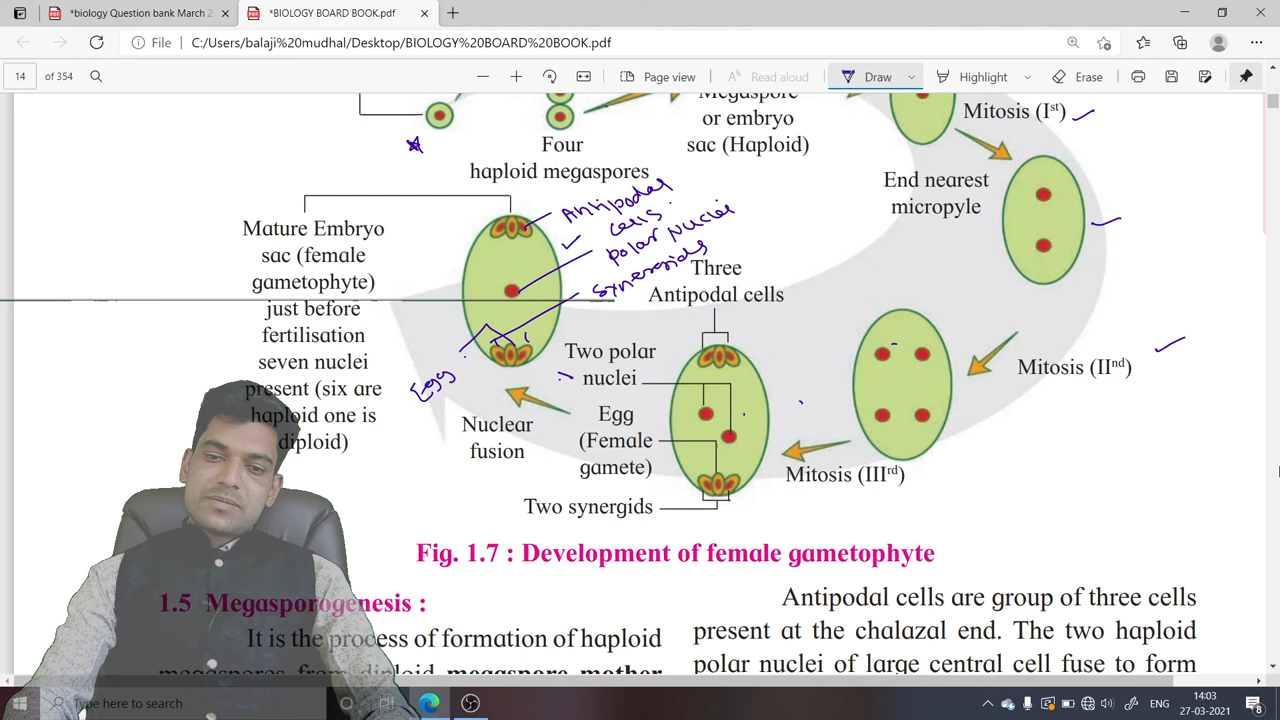 *biology Question bank March 2
*BIOLOGY BOARD BOOK.pdf
File
C:/Users/balaji%20mudhal/Desktop/BIOLOGY%20BOARD%20BOOK.pdf
14
of 354
Page view
Read aloud
Draw
Highlight
Erase
Megaspore
or embryo
sac (Haploid)
Mitosis (Ist)
Four
haploid megaspores
End nearest
micropyle
Antipodal
cells
polar Nuclei
synergids
Egg
Mature Embryo
sac (female
gametophyte)
just before
fertilisation
seven nuclei
present (six are
haploid one is
diploid)
Three
Antipodal cells
Two polar
nuclei
Egg
(Female
gamete)
Two synergids
Nuclear
fusion
Mitosis (IInd)
Mitosis (IIIrd)
Fig. 1.7 : Development of female gametophyte
1.5 Megasporogenesis :
It is the process of formation of haploid
megaspores from diploid megaspore mother
Antipodal cells are group of three cells
present at the chalazal end. The two haploid
polar nuclei of large central cell fuse to form
Type here to search
ENG
14:03
27-03-2021
8